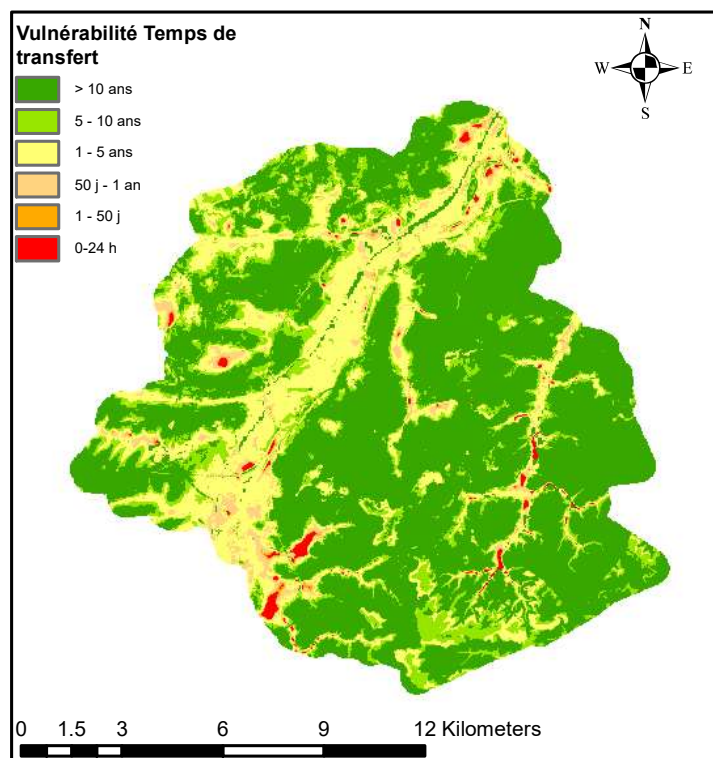 Vulnérabilité Temps de
transfert
> 10 ans
5 - 10 ans
1 - 5 ans
50 j - 1 an
1 - 50 j
0-24 h
N
W E
S
0 1.5 3 6 9 12 Kilometers